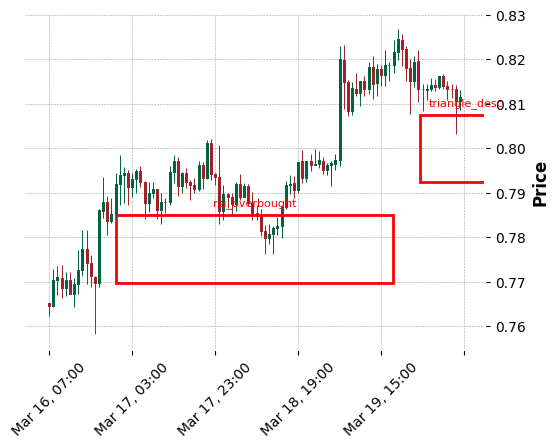 0.83
0.82
triangle_desc
0.81
0.80
Price
0.79
0.78
0.77
0.76
Mar 16, 07:00
Mar 17, 03:00
Mar 17, 23:00
Mar 18, 19:00
Mar 19, 15:00